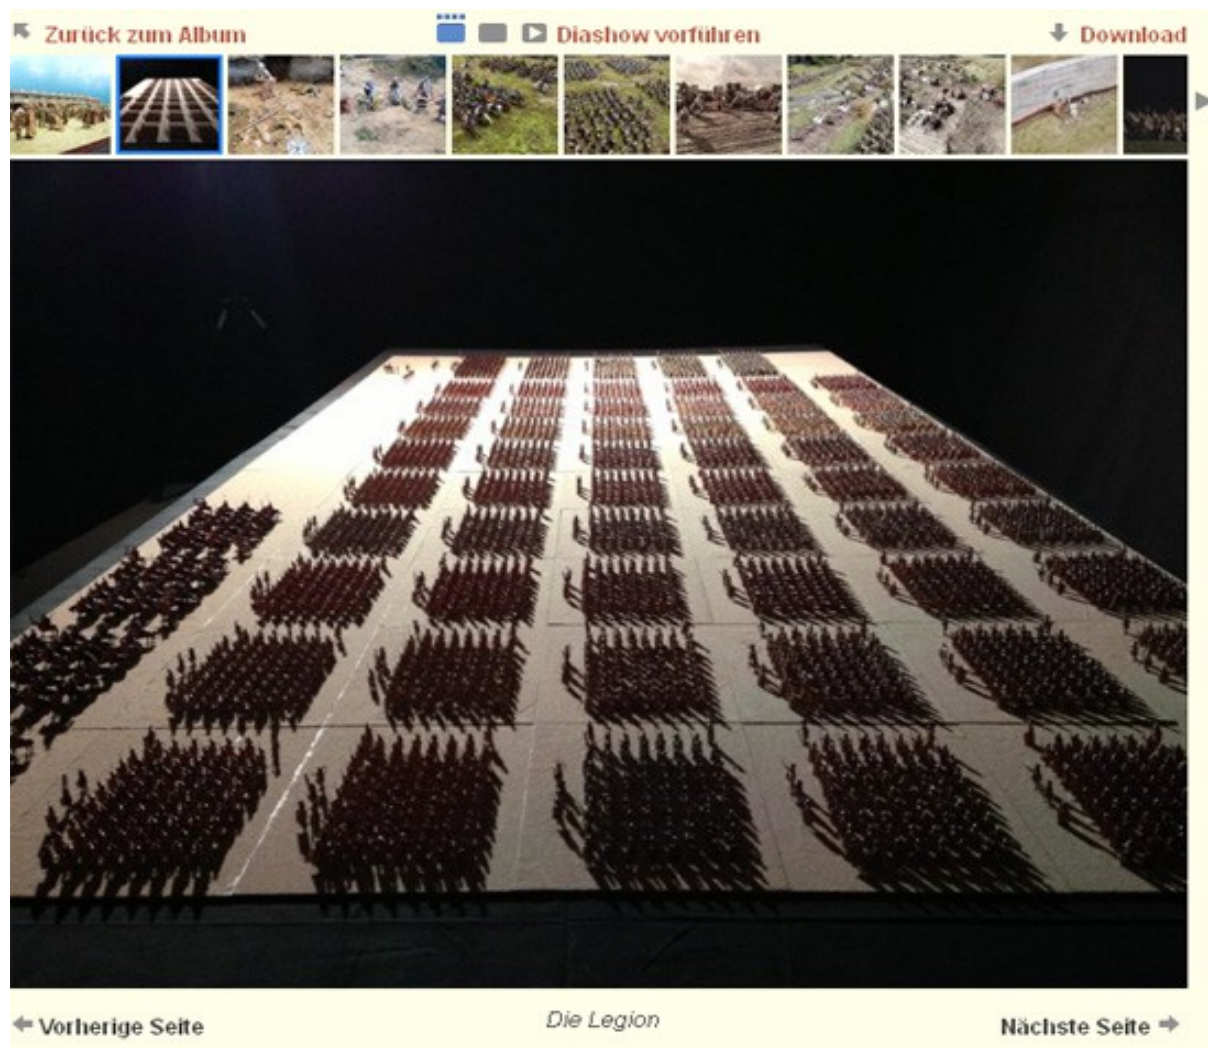 Zurück zum Album
Diashow vorführen
Download
Vorherige Seite
Die Legion
Nächste Seite